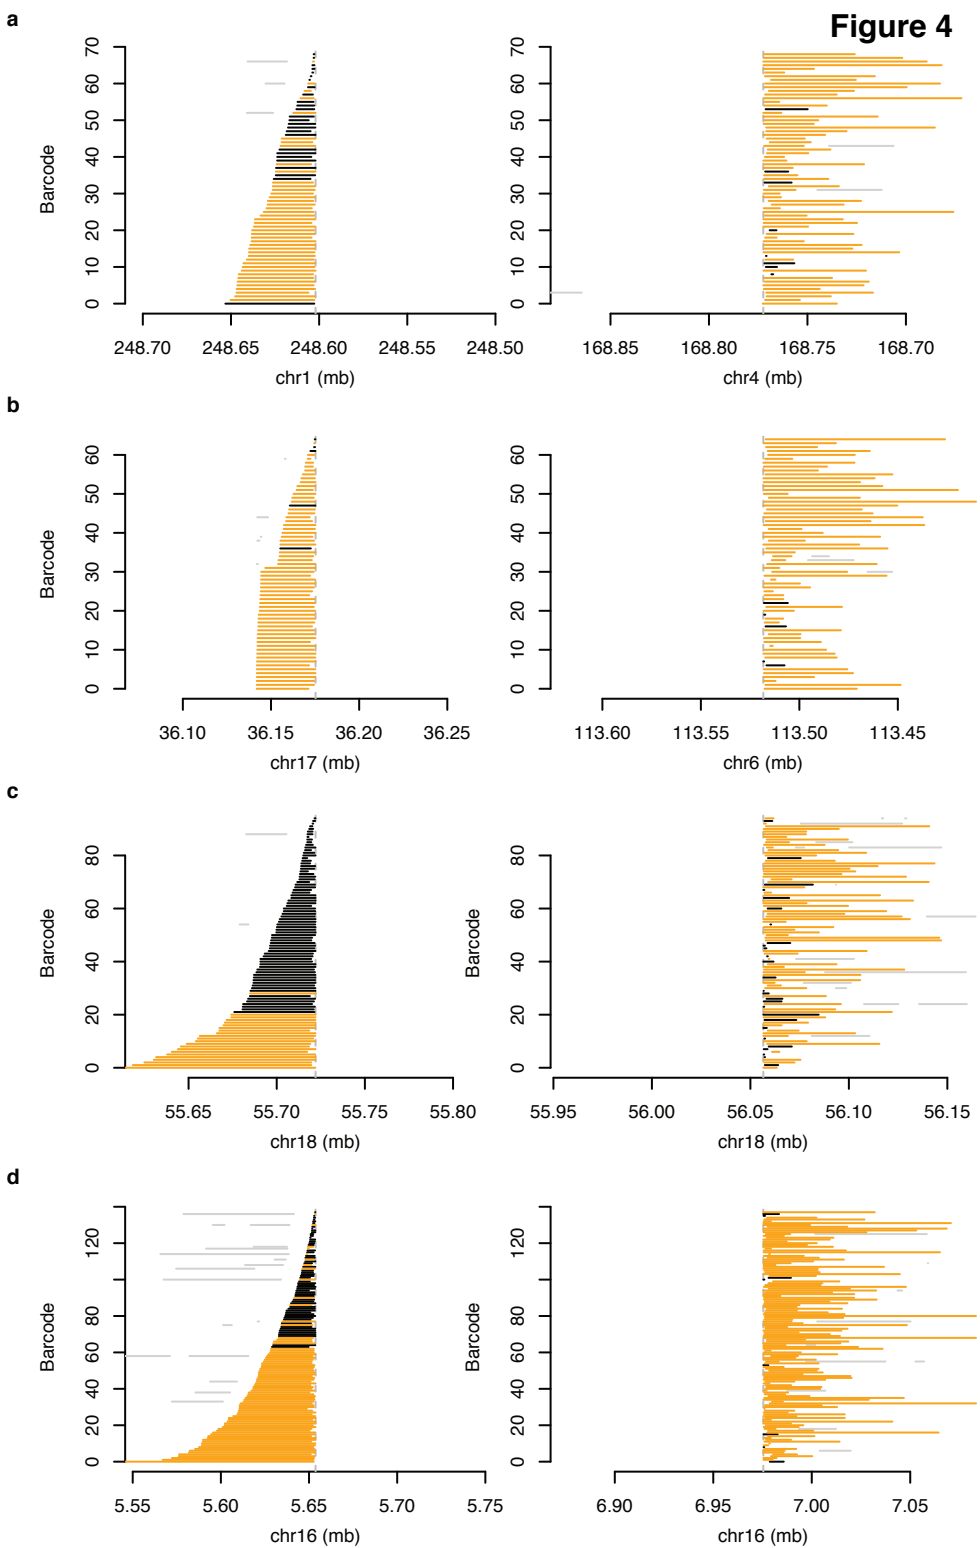 Figure 4
a
70
60
50
40
30
20
10
0
Barcode
248.70 248.65 248.60 248.55 248.50
chr1 (mb)
70
60
50
40
30
20
10
0
Barcode
168.85 168.80 168.75 168.70
chr4 (mb)
b
60
50
40
30
20
10
0
Barcode
36.10 36.15 36.20 36.25
chr17 (mb)
60
50
40
30
20
10
0
Barcode
113.60 113.55 113.50 113.45
chr6 (mb)
c
80
60
40
20
0
Barcode
55.65 55.70 55.75 55.80
chr18 (mb)
80
60
40
20
0
Barcode
55.95 56.00 56.05 56.10 56.15
chr18 (mb)
d
120
80
60
40
20
0
Barcode
5.55 5.60 5.65 5.70 5.75
chr16 (mb)
120
80
60
40
20
0
Barcode
6.90 6.95 7.00 7.05
chr16 (mb)